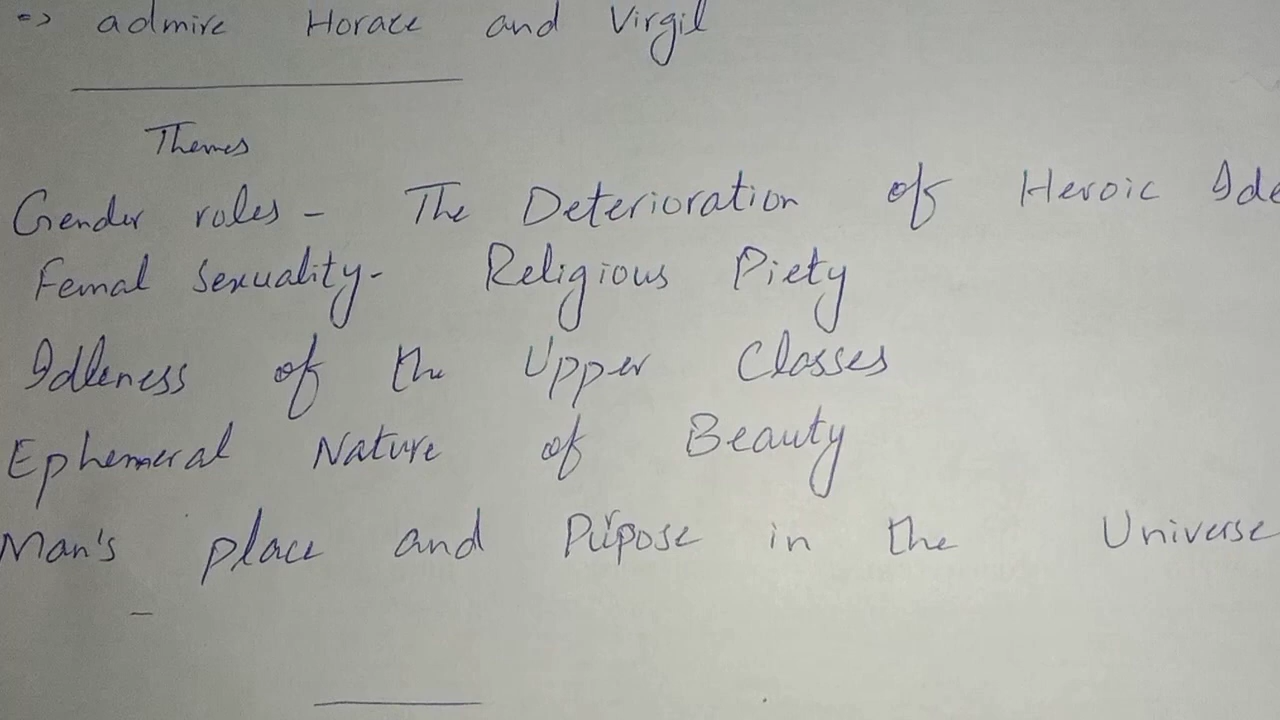 => admire Horace and Virgil
Themes
Gender roles - The Deterioration of Heroic Ide
Femal Sexuality- Religious Piety
Idleness of the Upper Classes
Ephemeral Nature of Beauty
Man's place and Purpose in the Universe